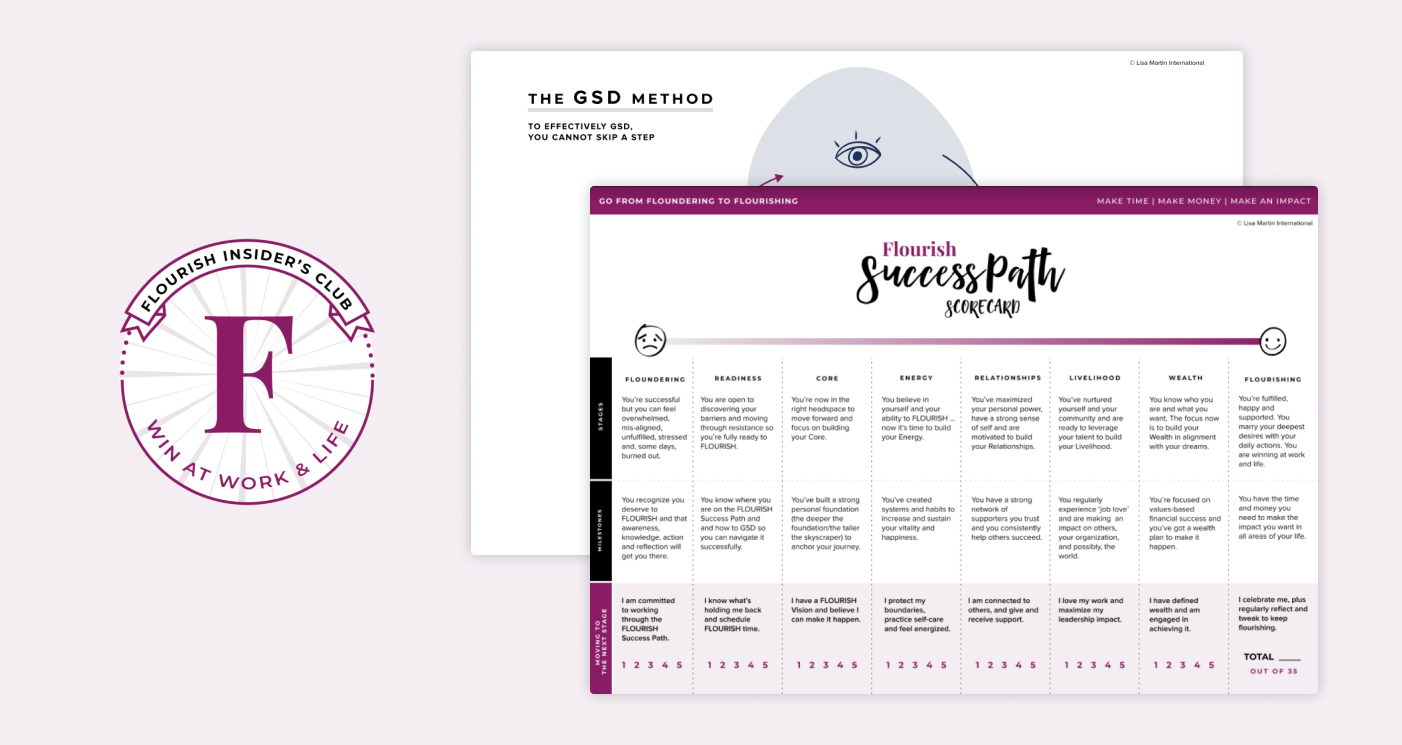 © Lisa Martin International
THE GSD METHOD
TO EFFECTIVELY GSD,
YOU CANNOT SKIP A STEP
FLOURISH INSIDER'S CLUB
F
WIN AT WORK & LIFE
GO FROM FLOUNDERING TO FLOURISHING
MAKE TIME | MAKE MONEY | MAKE AN IMPACT
© Lisa Martin International
Flourish
Success Path
SCORECARD
STAGES
FLOUNDERING
You're successful
but you can feel
overwhelmed,
mis-aligned,
unfulfilled, stressed
and, some days,
burned out.
READINESS
You are open to
discovering your
barriers and moving
through resistance so
you're fully ready to
FLOURISH.
CORE
You're now in the
right headspace to
move forward and
focus on building
your Core.
ENERGY
You believe in
yourself and your
ability to FLOURISH ...
now it's time to build
your Energy.
RELATIONSHIPS
You've maximized
your personal power,
have a strong sense
of self and are
motivated to build
your Relationships.
LIVELIHOOD
You've nurtured
yourself and your
community and are
ready to leverage
your talent to build
your Livelihood.
WEALTH
You know who you
are and what you
want. The focus now
is to build your
Wealth in alignment
with your dreams.
FLOURISHING
You're fulfilled,
happy and
supported. You
marry your deepest
desires with your
daily actions. You
are winning at work
and life.
MILESTONES
You recognize you
deserve to
FLOURISH and that
awareness,
knowledge, action
and reflection will
get you there.
You know where you
are on the FLOURISH
Success Path and
and how to GSD so
you can navigate it
successfully.
You've built a strong
personal foundation
(the deeper the
foundation/the taller
the skyscraper) to
anchor your journey.
You've created
systems and habits to
increase and sustain
your vitality and
happiness.
You have a strong
network of
supporters you trust
and you consistently
help others succeed.
You regularly
experience 'job love'
and are making an
impact on others,
your organization,
and possibly, the
world.
You're focused on
values-based
financial success and
you've got a wealth
plan to make it
happen.
You have the time
and money you
need to make the
impact you want in
all areas of your life.
MOVING TO
THE NEXT STAGE
I am committed
to working
through the
FLOURISH
Success Path.
1 2 3 4 5
I know what's
holding me back
and schedule
FLOURISH time.
1 2 3 4 5
I have a FLOURISH
Vision and believe I
can make it happen.
1 2 3 4 5
I protect my
boundaries,
practice self-care
and feel energized.
1 2 3 4 5
I am connected to
others, and give and
receive support.
1 2 3 4 5
I love my work and
maximize my
leadership impact.
1 2 3 4 5
I have defined
wealth and am
engaged in
achieving it.
1 2 3 4 5
I celebrate me, plus
regularly reflect and
tweak to keep
flourishing.
TOTAL ____
OUT OF 35